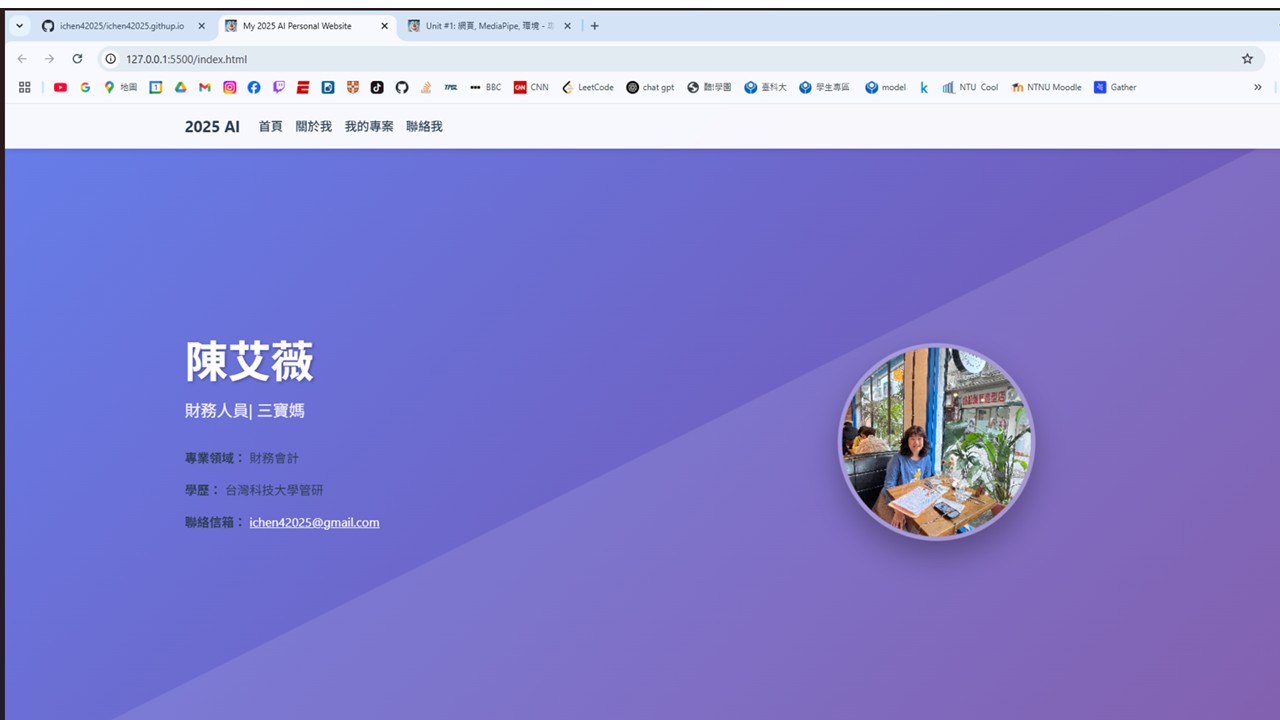 ichen42025/ichen42025.githup.io
My 2025 AI Personal Website
Unit #1: 網頁, MediaPipe, 環境 -
127.0.0.1:5500/index.html
地圖
BBC
CNN
LeetCode
chat gpt
聽!學園
臺科大
學生專區
model
NTU Cool
NTNU Moodle
Gather
2025 AI 首頁 關於我 我的專案 聯絡我
陳艾薇
財務人員| 三寶媽
專業領域： 財務會計
學歷： 台灣科技大學管研
聯絡信箱： ichen42025@gmail.com